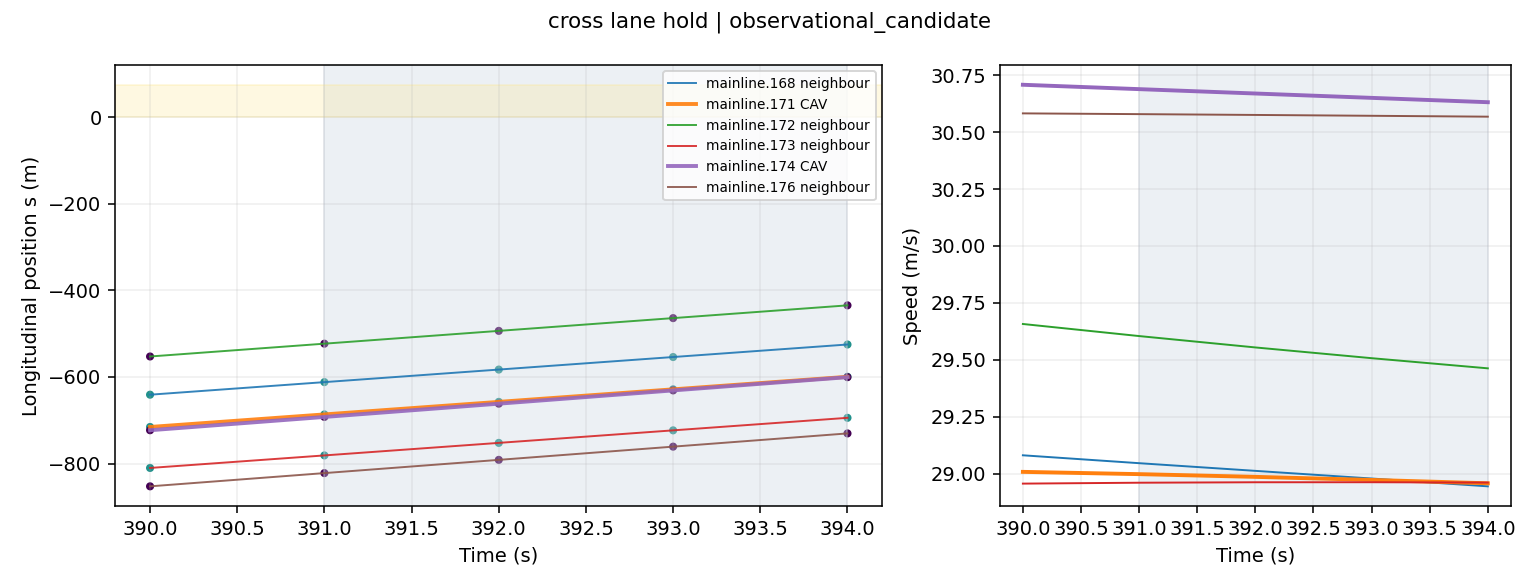 cross lane hold | observational_candidate
Longitudinal position s (m)
0
−200
−400
−600
−800
mainline.168 neighbour
mainline.171 CAV
mainline.172 neighbour
mainline.173 neighbour
mainline.174 CAV
mainline.176 neighbour
390.0 390.5 391.0 391.5 392.0 392.5 393.0 393.5 394.0
Time (s)
Speed (m/s)
30.75
30.50
30.25
30.00
29.75
29.50
29.25
29.00
390.0 390.5 391.0 391.5 392.0 392.5 393.0 393.5 394.0
Time (s)